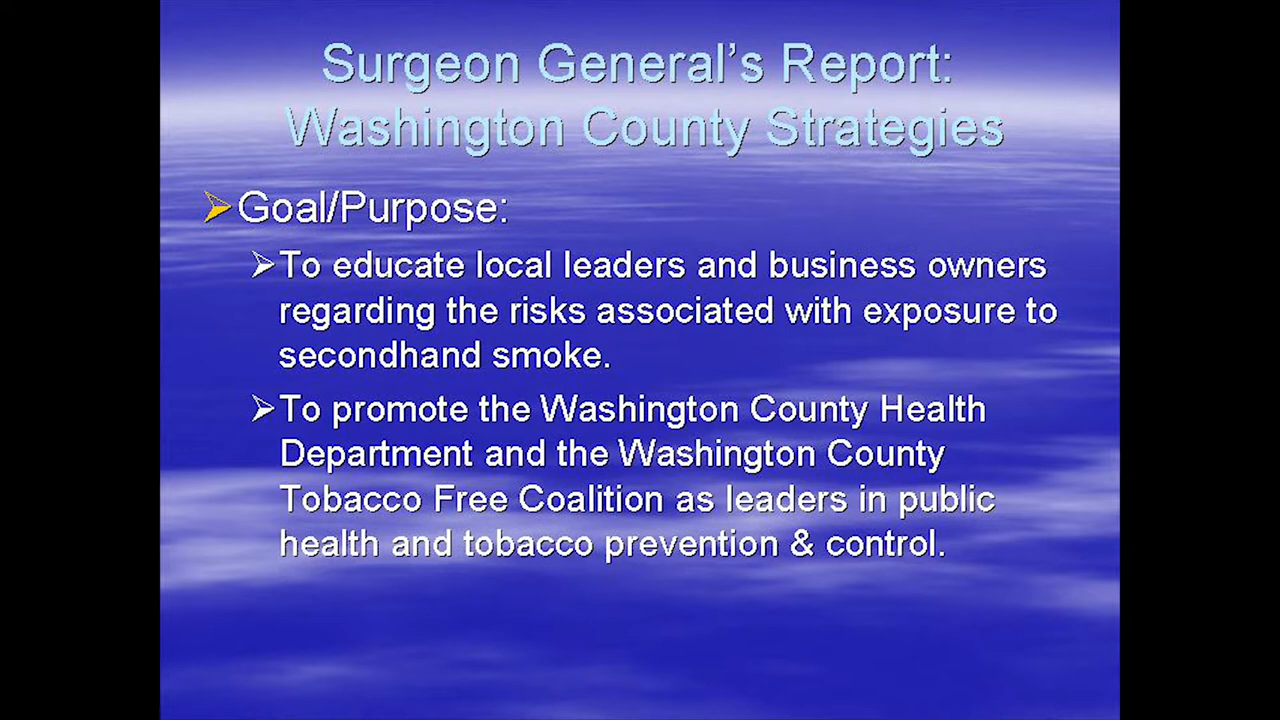 Surgeon General's Report:
Washington County Strategies
Goal/Purpose:
To educate local leaders and business owners
regarding the risks associated with exposure to
secondhand smoke.
To promote the Washington County Health
Department and the Washington County
Tobacco Free Coalition as leaders in public
health and tobacco prevention & control.